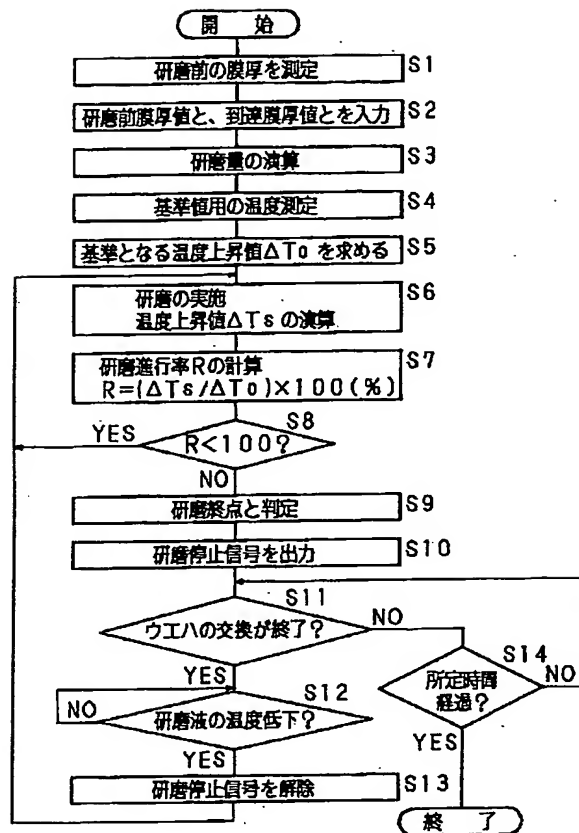 開 始
研磨前の膜厚を測定 S1
研磨前膜厚値と、到達膜厚値とを入力 S2
研磨量の演算 S3
基準値用の温度測定 S4
基準となる温度上昇値ΔTo を求める S5
研磨の実施 S6
温度上昇値ΔTs の演算
研磨進行率Rの計算 S7
R=(ΔTs/ΔTo)×100(%)
S8
YES
R<100?
NO
研磨終点と判定 S9
研磨停止信号を出力 S10
S11
ウエハの交換が終了? NO
YES
S14
所定時間
経過? NO
S12
NO
研磨液の温度低下?
YES
YES
研磨停止信号を解除 S13
終 了